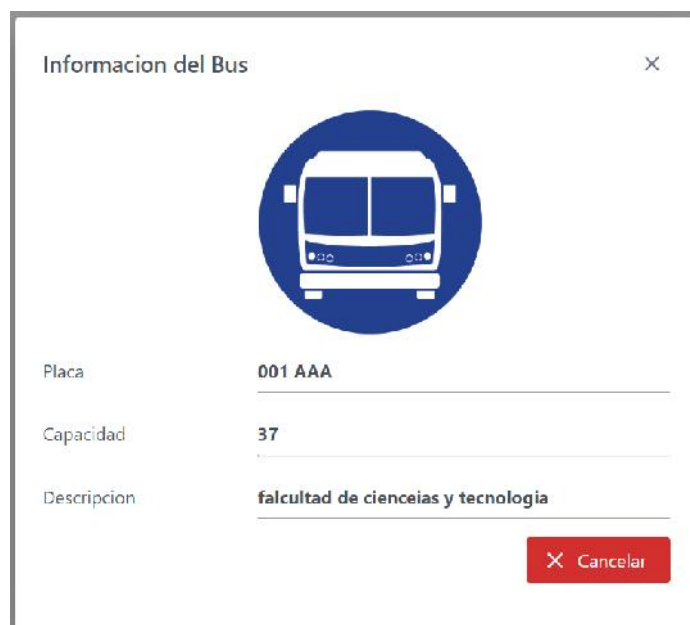 Informacion del Bus
Placa 001 AAA
Capacidad 37
Descripcion falcultad de cienceias y tecnologia
Cancelar